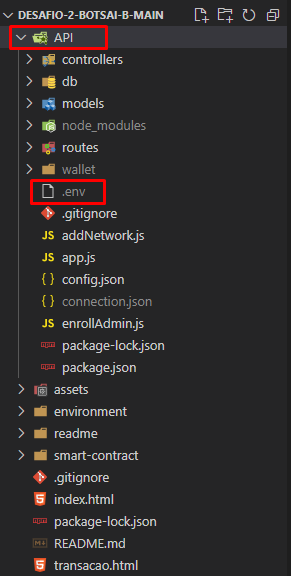 DESAFIO-2-BOTSAI-B-MAIN
API
controllers
db
models
node_modules
routes
wallet
.env
.gitignore
JS addNetwork.js
JS app.js
{} config.json
{} connection.json
JS enrollAdmin.js
package-lock.json
package.json
assets
environment
readme
smart-contract
.gitignore
index.html
package-lock.json
README.md
transacao.html